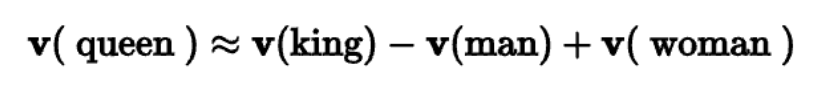 v( queen ) ≈ v(king) − v(man) + v( woman )